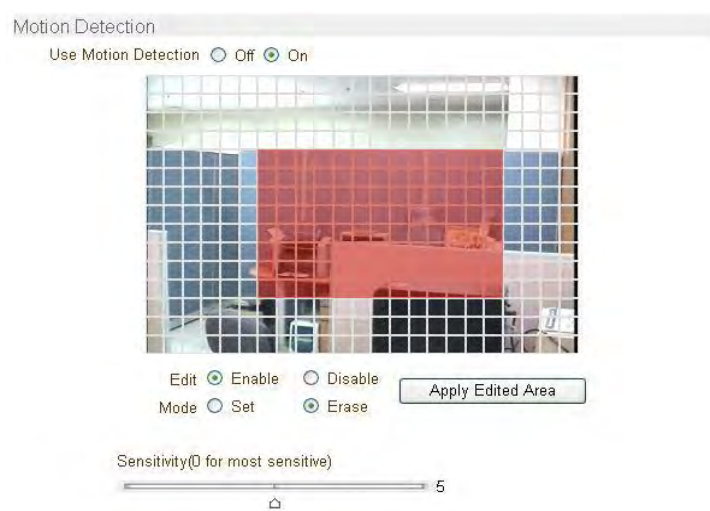 Motion Detection
Use Motion Detection Off On
Edit Enable Disable
Apply Edited Area
Mode Set Erase
Sensitivity(0 for most sensitive)
5